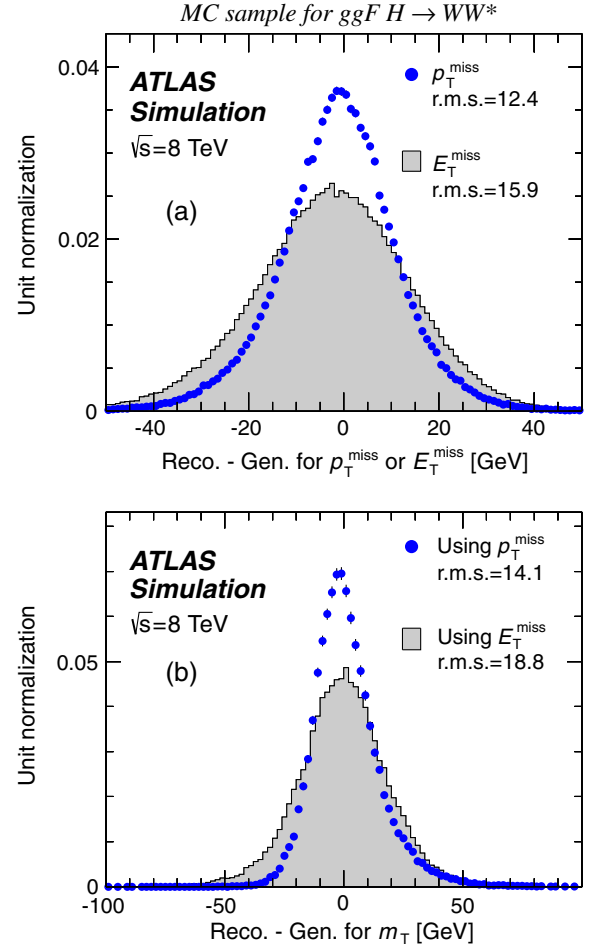 MC sample for ggF H → WW*
ATLAS
Simulation
√s=8 TeV
(a)
p_T^miss
r.m.s.=12.4
E_T^miss
r.m.s.=15.9
Unit normalization
0.04
0.02
0
-40 -20 0 20 40
Reco. - Gen. for p_T^miss or E_T^miss [GeV]
ATLAS
Simulation
√s=8 TeV
(b)
Using p_T^miss
r.m.s.=14.1
Using E_T^miss
r.m.s.=18.8
Unit normalization
0.05
0
-100 -50 0 50
Reco. - Gen. for m_T [GeV]